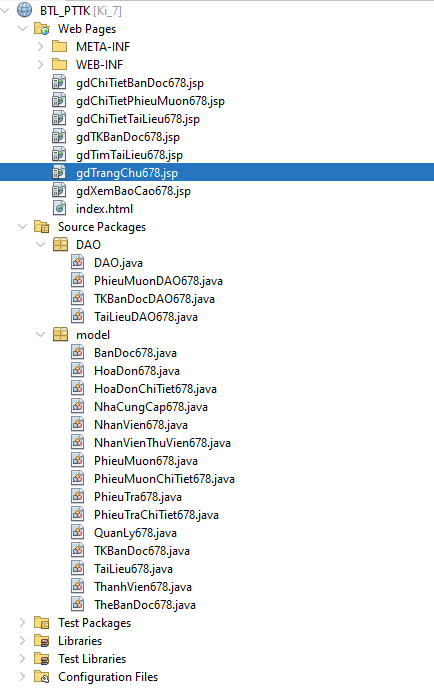 BTL_PTTK [Ki_7]
Web Pages
META-INF
WEB-INF
gdChiTietBanDoc678.jsp
gdChiTietPhieuMuon678.jsp
gdChiTietTaiLieu678.jsp
gdTKBanDoc678.jsp
gdTimTaiLieu678.jsp
gdTrangChu678.jsp
gdXemBaoCao678.jsp
index.html
Source Packages
DAO
DAO.java
PhieuMuonDAO678.java
TKBanDocDAO678.java
TaiLieuDAO678.java
model
BanDoc678.java
HoaDon678.java
HoaDonChiTiet678.java
NhaCungCap678.java
NhanVien678.java
NhanVienThuVien678.java
PhieuMuon678.java
PhieuMuonChiTiet678.java
PhieuTra678.java
PhieuTraChiTiet678.java
QuanLy678.java
TKBanDoc678.java
TaiLieu678.java
ThanhVien678.java
TheBanDoc678.java
Test Packages
Libraries
Test Libraries
Configuration Files